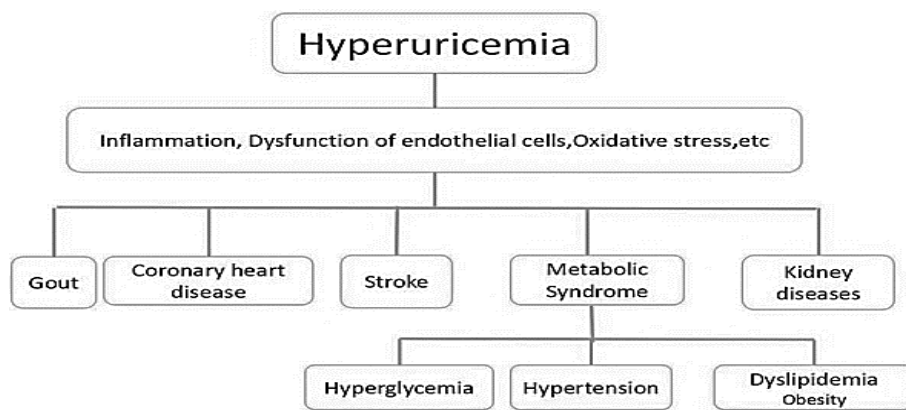 Hyperuricemia
Inflammation, Dysfunction of endothelial cells,Oxidative stress,etc
Gout
Coronary heart
disease
Stroke
Metabolic
Syndrome
Kidney
diseases
Hyperglycemia
Hypertension
Dyslipidemia
Obesity